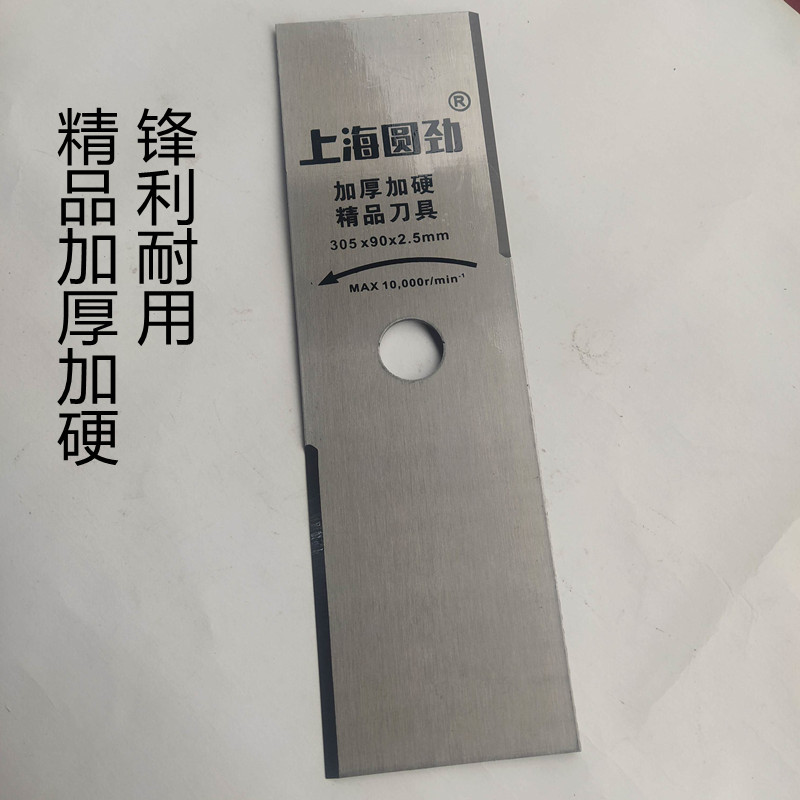 锋利耐用
精品加厚加硬
上海圆劲®
加厚加硬
精品刀具
305x90x2.5mm
MAX 10,000r/min⁻¹